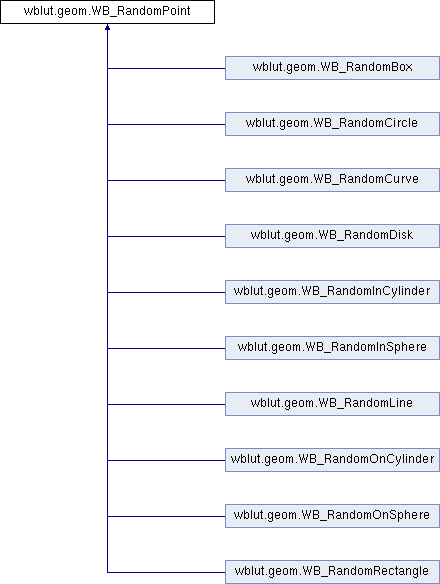 wblut.geom.WB_RandomPoint
wblut.geom.WB_RandomBox
wblut.geom.WB_RandomCircle
wblut.geom.WB_RandomCurve
wblut.geom.WB_RandomDisk
wblut.geom.WB_RandomInCylinder
wblut.geom.WB_RandomInSphere
wblut.geom.WB_RandomLine
wblut.geom.WB_RandomOnCylinder
wblut.geom.WB_RandomOnSphere
wblut.geom.WB_RandomRectangle